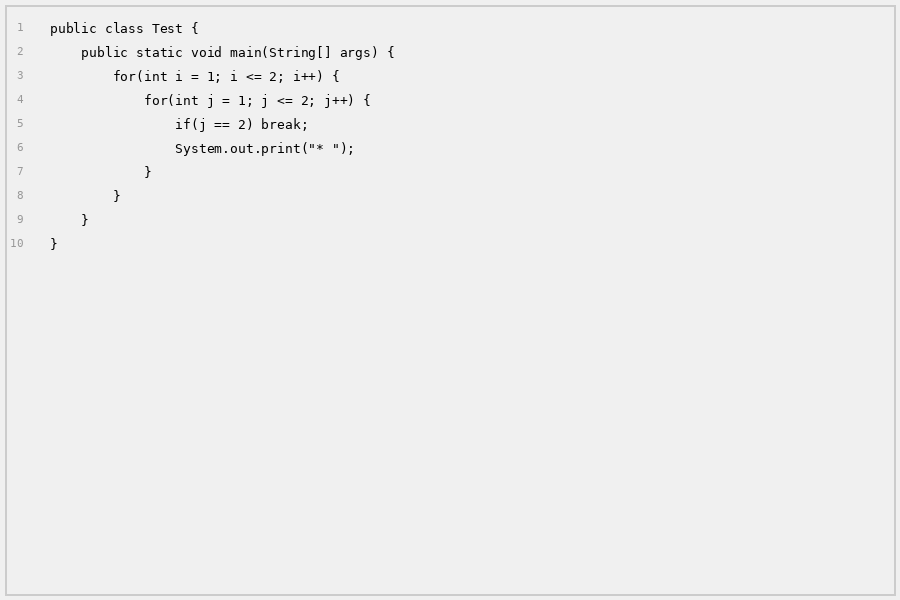 1 public class Test {
2     public static void main(String[] args) {
3         for(int i = 1; i <= 2; i++) {
4             for(int j = 1; j <= 2; j++) {
5                 if(j == 2) break;
6                 System.out.print("* ");
7             }
8         }
9     }
10 }